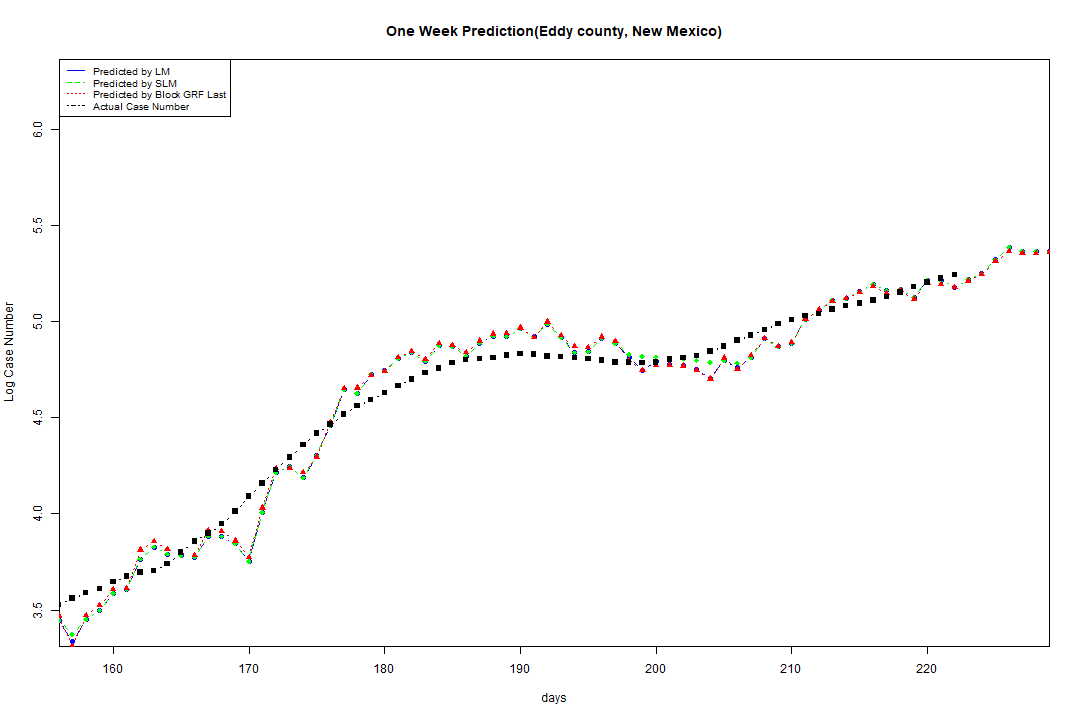 One Week Prediction(Eddy county, New Mexico)
Predicted by LM
Predicted by SLM
Predicted by Block GRF Last
Actual Case Number
Log Case Number
6.0
5.5
5.0
4.5
4.0
3.5
160 170 180 190 200 210 220
days